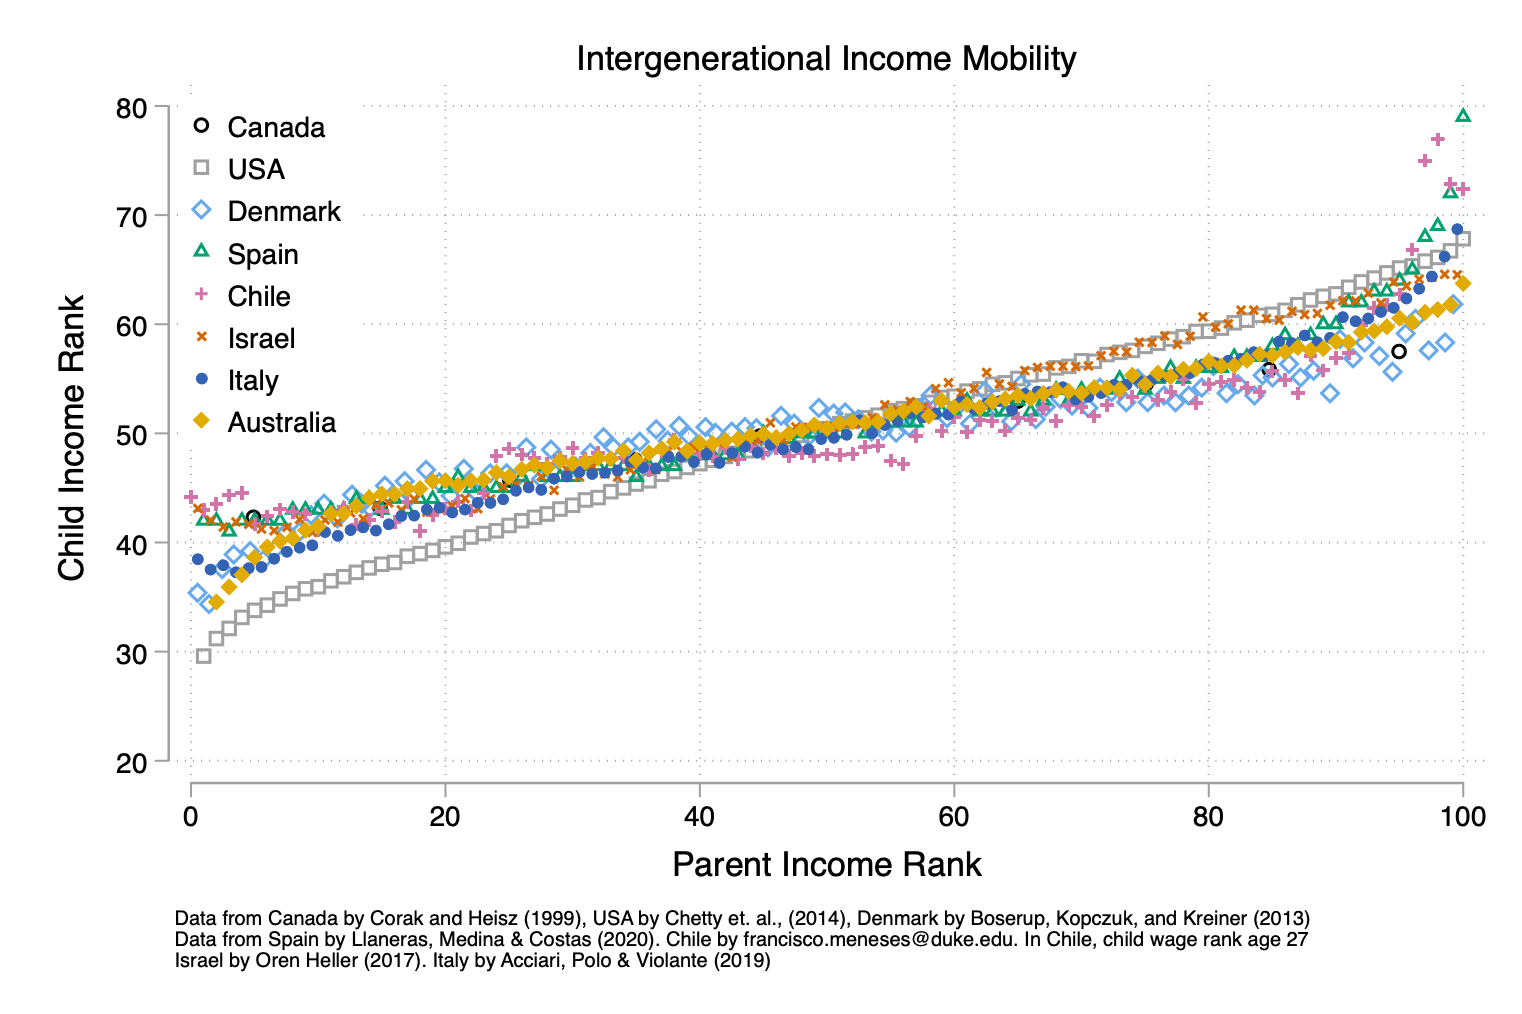 Intergenerational Income Mobility
80
70
60
50
40
30
20
Child Income Rank
Canada
USA
Denmark
Spain
Chile
Israel
Italy
Australia
0 20 40 60 80 100
Parent Income Rank
Data from Canada by Corak and Heisz (1999), USA by Chetty et. al., (2014), Denmark by Boserup, Kopczuk, and Kreiner (2013)
Data from Spain by Llaneras, Medina & Costas (2020). Chile by francisco.meneses@duke.edu. In Chile, child wage rank age 27
Israel by Oren Heller (2017). Italy by Acciari, Polo & Violante (2019)